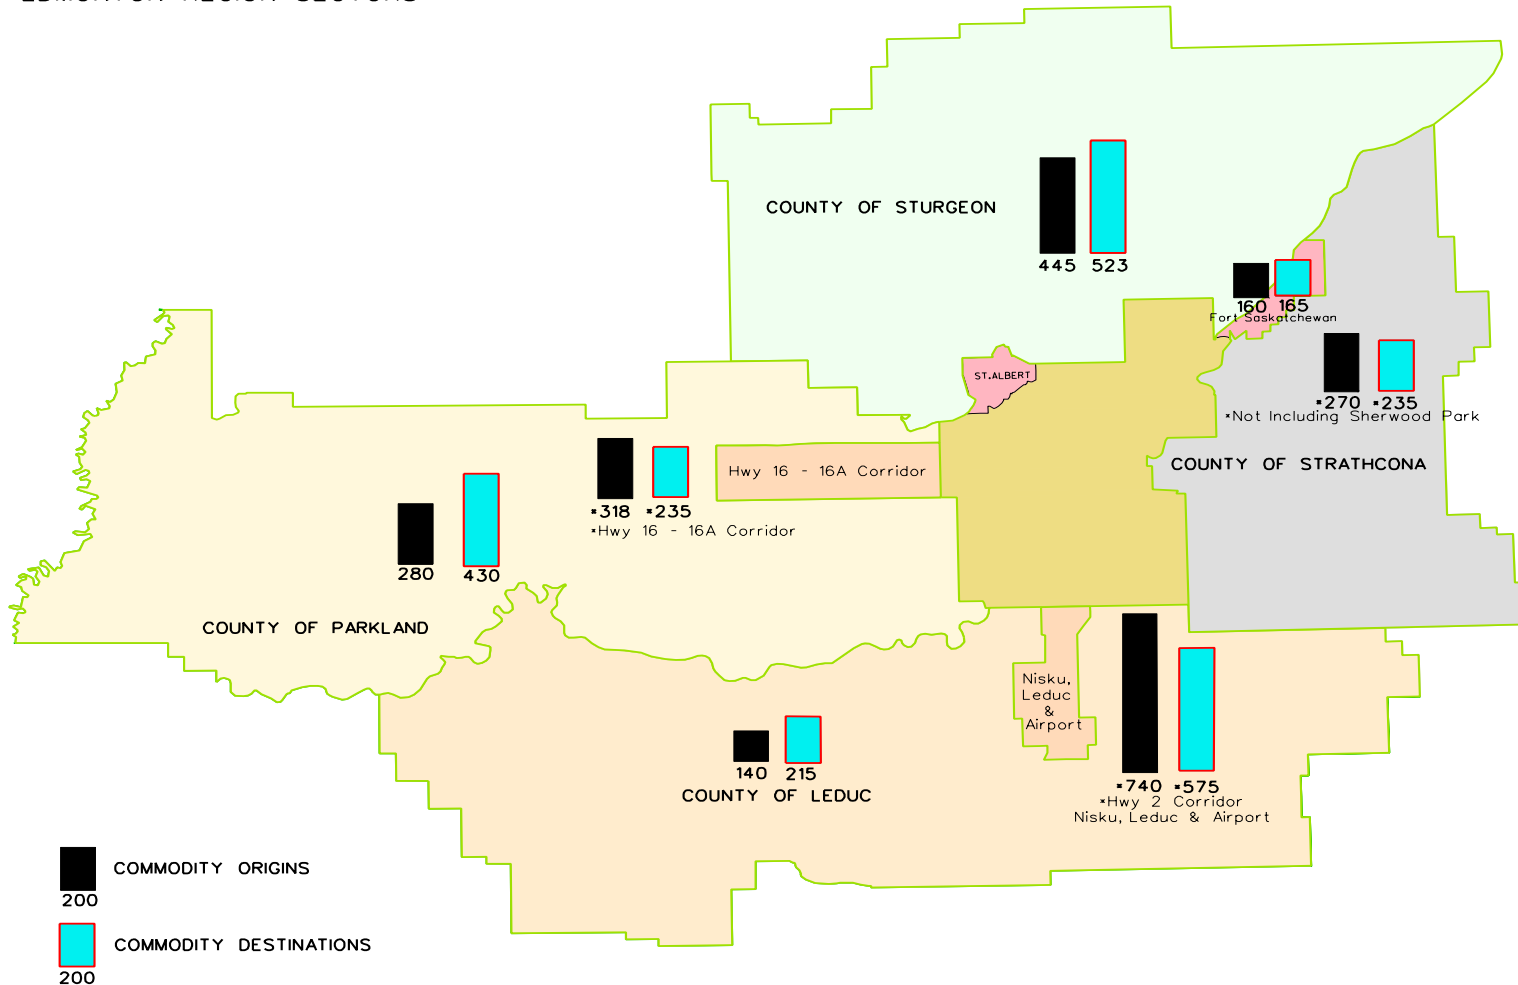 COUNTY OF STURGEON
445 523
160 165
Fort Saskatchewan
ST.ALBERT
*270 *235
*Not Including Sherwood Park
COUNTY OF STRATHCONA
Hwy 16 - 16A Corridor
*318 *235
*Hwy 16 - 16A Corridor
280 430
COUNTY OF PARKLAND
Nisku,
Leduc
&
Airport
140 215
COUNTY OF LEDUC
*740 *575
*Hwy 2 Corridor
Nisku, Leduc & Airport
COMMODITY ORIGINS
200
COMMODITY DESTINATIONS
200